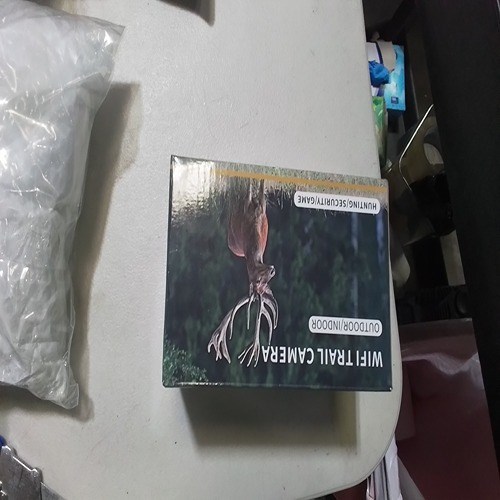 WIFI TRAIL CAMERA
OUTDOOR/INDOOR
HUNTING/SECURITY/GAME